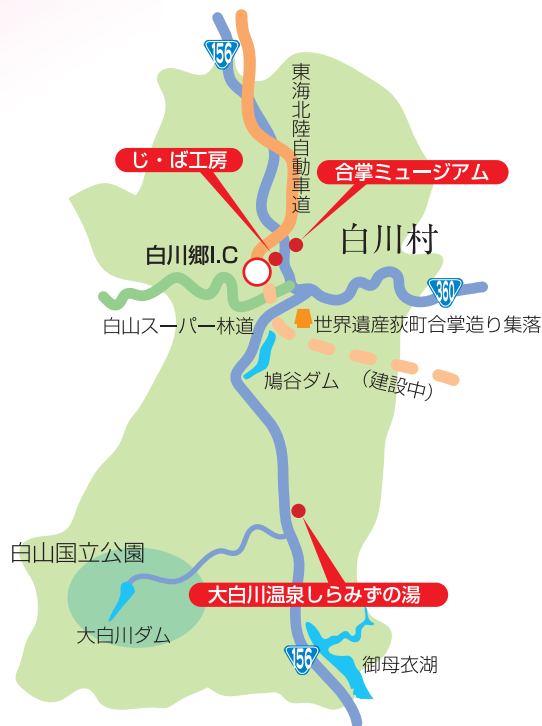 156
東海北陸自動車道
じ・ば工房
合掌ミュージアム
白川村
白川郷I.C
360
白山スーパー林道
世界遺産荻町合掌造り集落
鳩谷ダム
(建設中)
白山国立公園
大白川温泉しらみずの湯
大白川ダム
156
御母衣湖